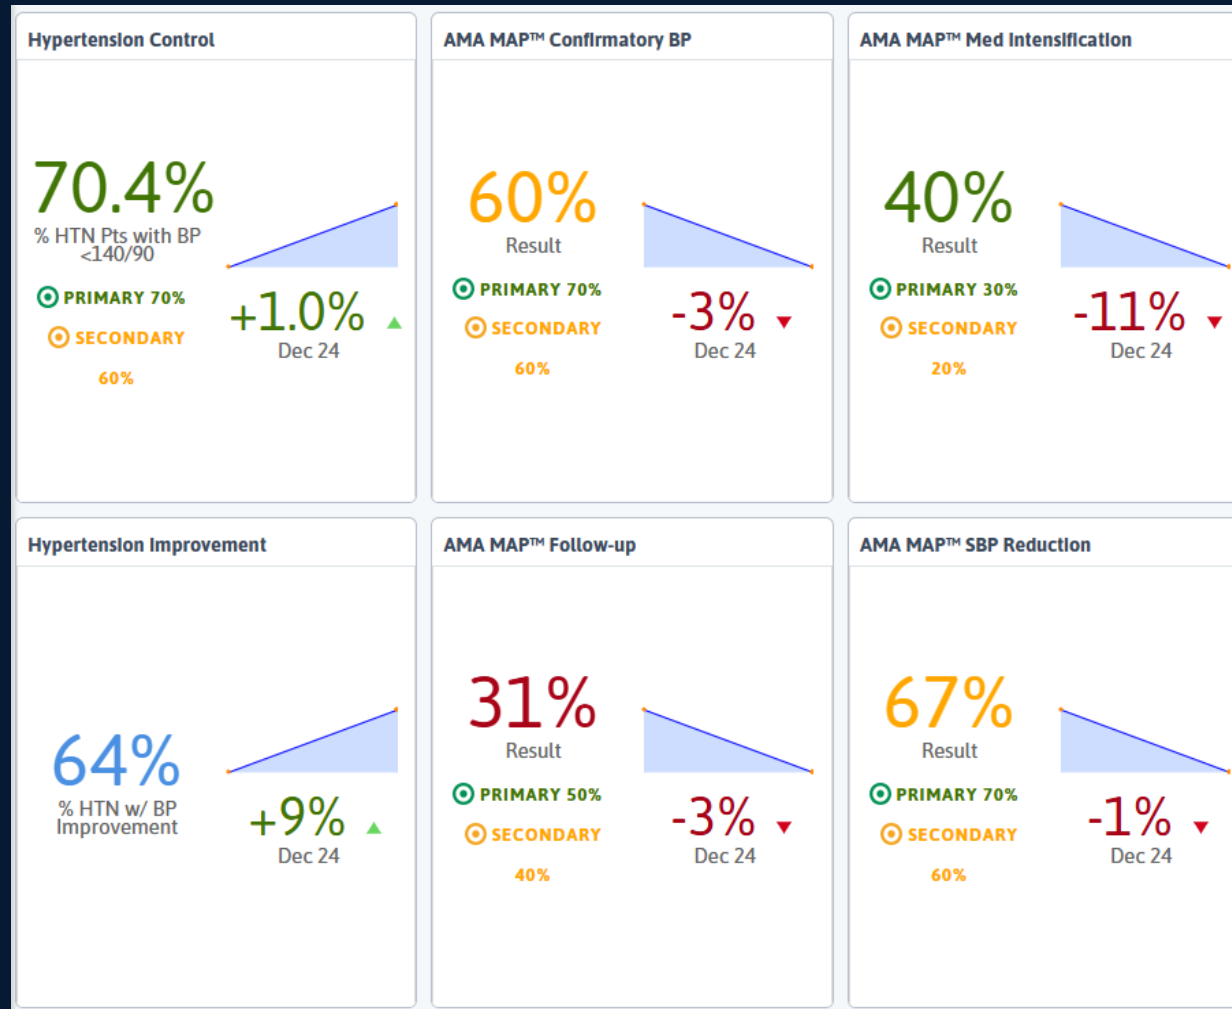 Hypertension Control
70.4%
% HTN Pts with BP
<140/90
PRIMARY 70%
SECONDARY
60%
+1.0%
Dec 24
AMA MAP™ Confirmatory BP
60%
Result
PRIMARY 70%
SECONDARY
60%
-3%
Dec 24
AMA MAP™ Med Intensification
40%
Result
PRIMARY 30%
SECONDARY
20%
-11%
Dec 24
Hypertension Improvement
64%
% HTN w/ BP
Improvement
+9%
Dec 24
AMA MAP™ Follow-up
31%
Result
PRIMARY 50%
SECONDARY
40%
-3%
Dec 24
AMA MAP™ SBP Reduction
67%
Result
PRIMARY 70%
SECONDARY
60%
-1%
Dec 24